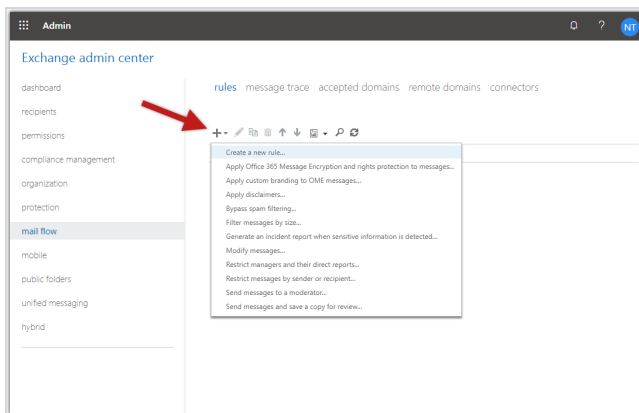 Admin
?
NT
Exchange admin center
dashboard
recipients
permissions
compliance management
organization
protection
mail flow
mobile
public folders
unified messaging
hybrid
rules message trace accepted domains remote domains connectors
Create a new rule...
Apply Office 365 Message Encryption and rights protection to messages...
Apply custom branding to OME messages...
Apply disclaimers...
Bypass spam filtering...
Filter messages by size...
Generate an incident report when sensitive information is detected...
Modify messages...
Restrict managers and their direct reports...
Restrict messages by sender or recipient...
Send messages to a moderator...
Send messages and save a copy for review...